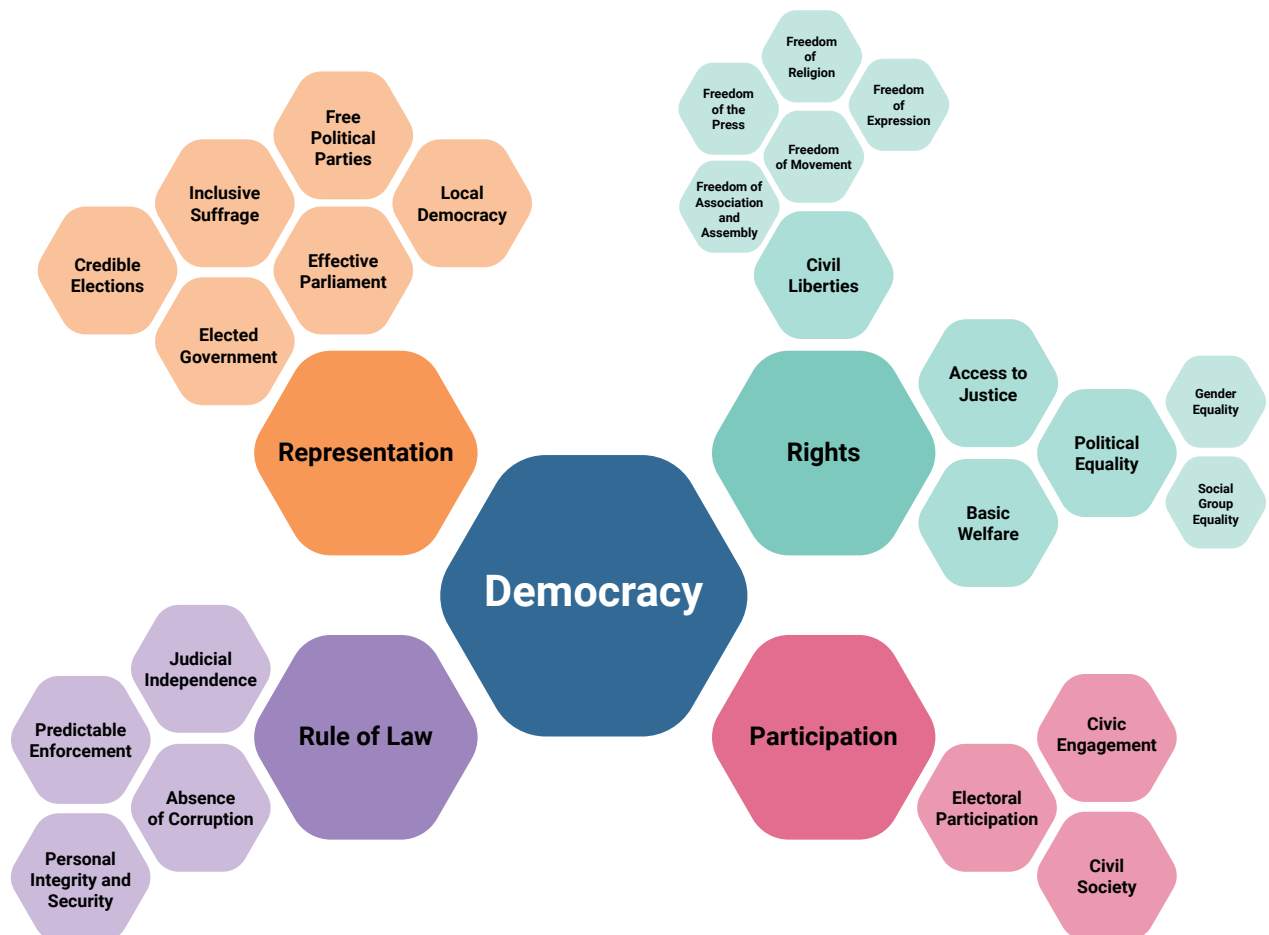 Freedom
of
Religion
Freedom
of the
Press
Freedom
of
Expression
Freedom
of Movement
Freedom of
Association
and
Assembly
Civil
Liberties
Free
Political
Parties
Inclusive
Suffrage
Local
Democracy
Credible
Elections
Effective
Parliament
Elected
Government
Representation
Rights
Access to
Justice
Political
Equality
Gender
Equality
Social
Group
Equality
Basic
Welfare
Democracy
Judicial
Independence
Predictable
Enforcement
Rule of Law
Absence
of Corruption
Personal
Integrity and
Security
Participation
Civic
Engagement
Electoral
Participation
Civil
Society